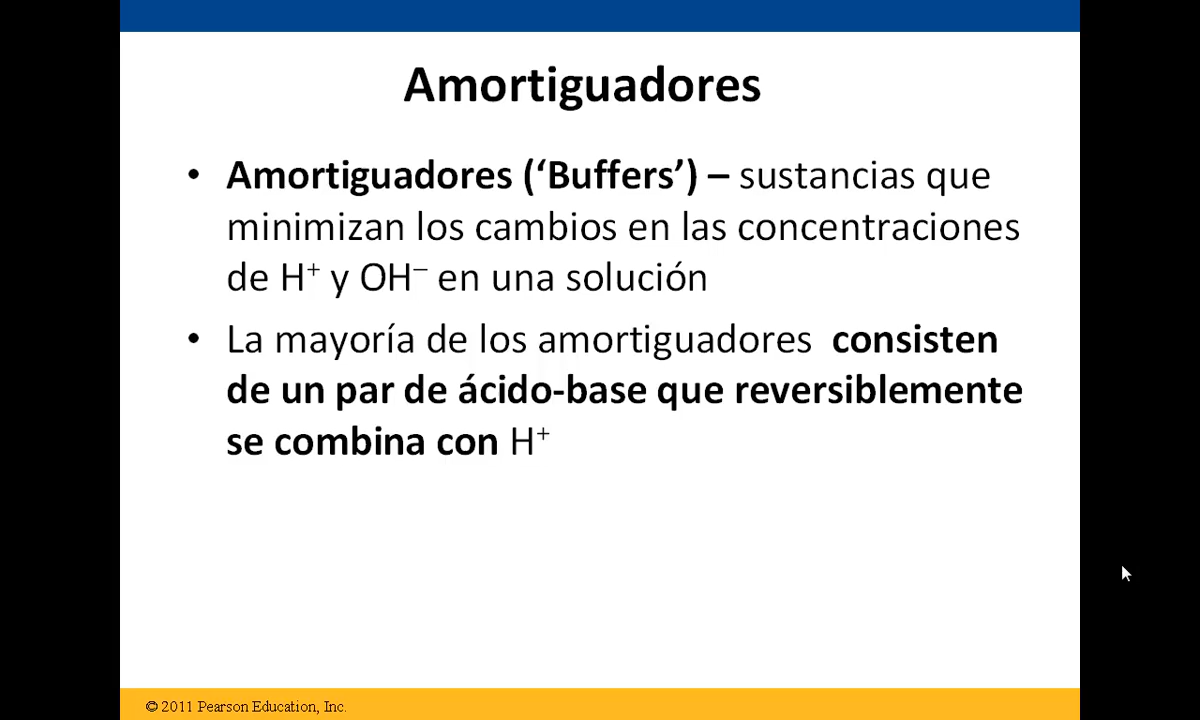 Amortiguadores
• Amortiguadores (‘Buffers’) – sustancias que
minimizan los cambios en las concentraciones
de H⁺ y OH⁻ en una solución
• La mayoría de los amortiguadores  consisten
de un par de ácido-base que reversiblemente
se combina con H⁺
© 2011 Pearson Education, Inc.